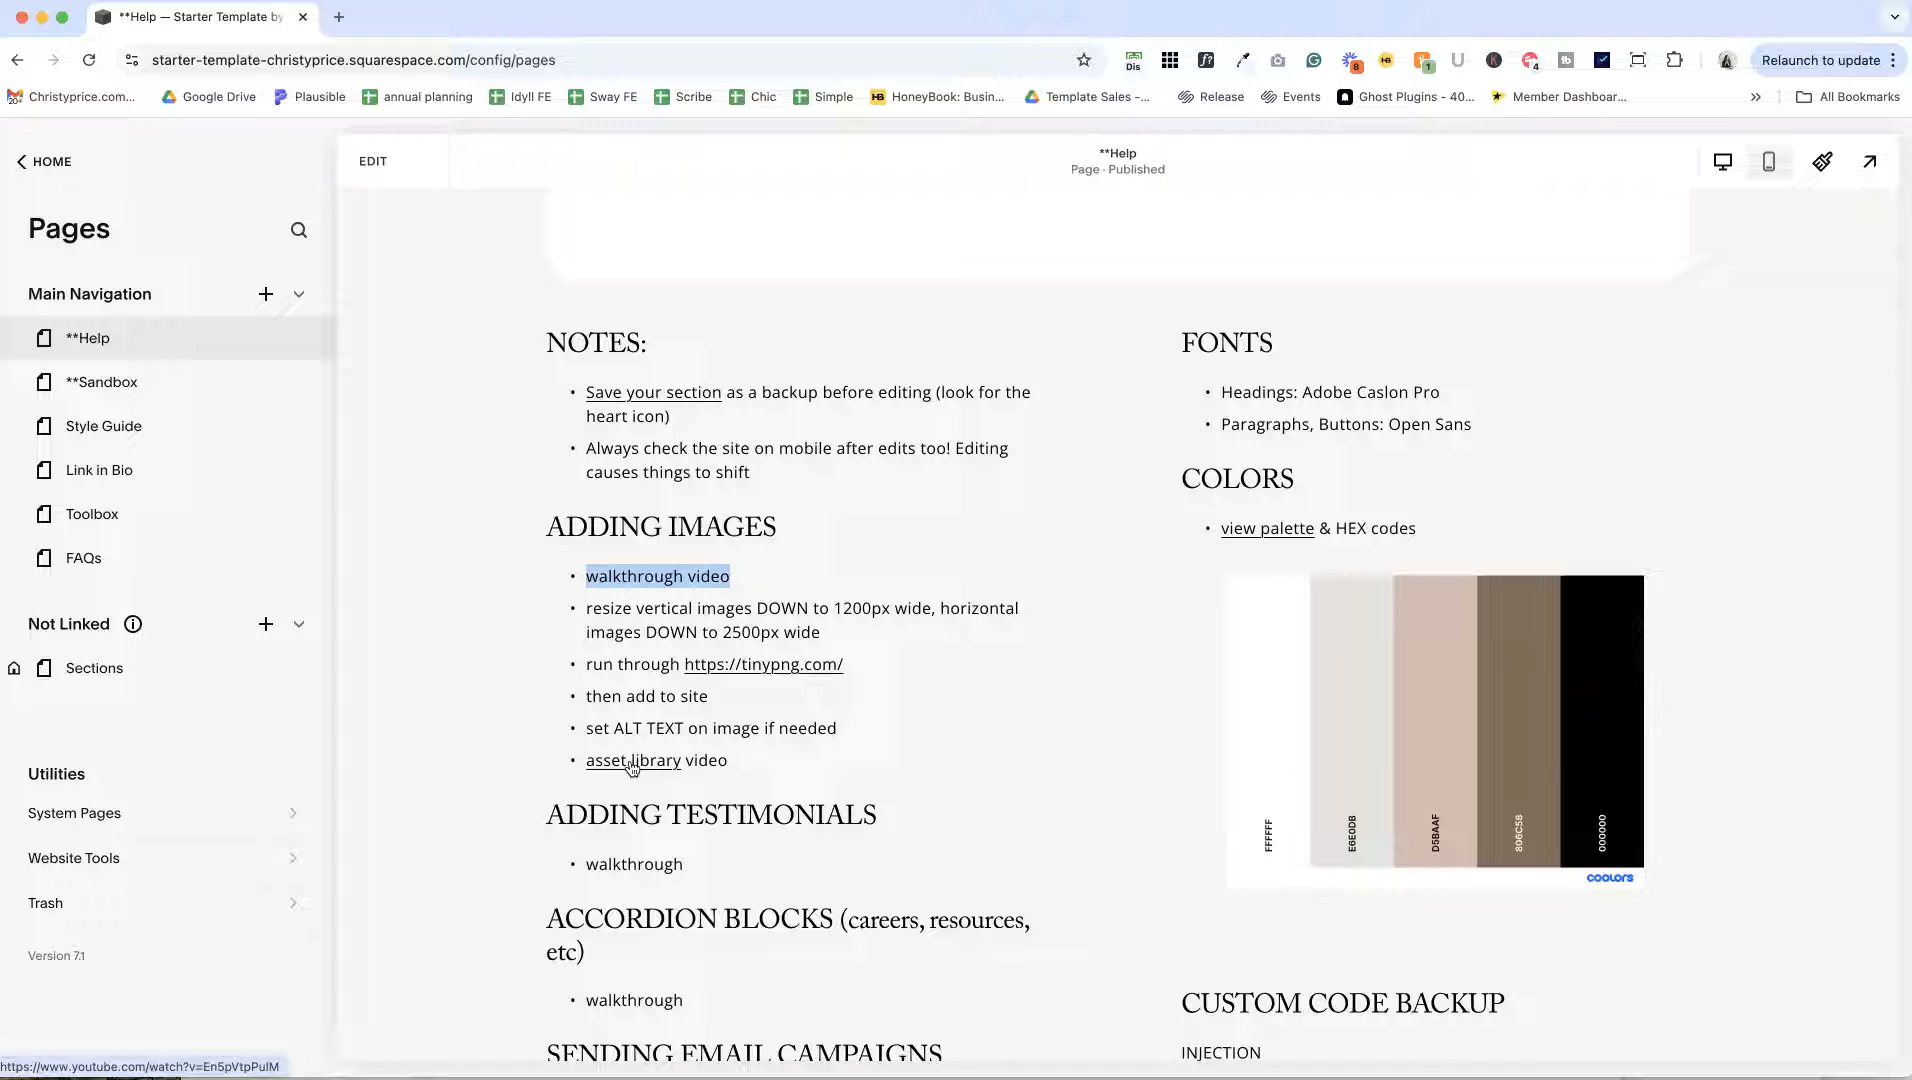 **Help — Starter Template by
starter-template-christyprice.squarespace.com/config/pages
Dis
8
HB
1
U
K
4
tb
Relaunch to update
Christyprice.com...
Google Drive
Plausible
annual planning
Idyll FE
Sway FE
Scribe
Chic
Simple
HB
HoneyBook: Busin...
Template Sales -...
Release
Events
Ghost Plugins - 40...
Member Dashboar...
All Bookmarks
HOME
EDIT
**Help
Page · Published
Pages
Main Navigation
**Help
**Sandbox
Style Guide
Link in Bio
Toolbox
FAQs
Not Linked
Sections
Utilities
System Pages
Website Tools
Trash
Version 7.1
NOTES:
• Save your section as a backup before editing (look for the
heart icon)
• Always check the site on mobile after edits too! Editing
causes things to shift
ADDING IMAGES
• walkthrough video
• resize vertical images DOWN to 1200px wide, horizontal
images DOWN to 2500px wide
• run through https://tinypng.com/
• then add to site
• set ALT TEXT on image if needed
• asset library video
ADDING TESTIMONIALS
• walkthrough
ACCORDION BLOCKS (careers, resources,
etc)
• walkthrough
SENDING EMAIL CAMPAIGNS
FONTS
• Headings: Adobe Caslon Pro
• Paragraphs, Buttons: Open Sans
COLORS
• view palette & HEX codes
FFFFFF
E6E0DB
D5BAAF
806C58
000000
coolors
CUSTOM CODE BACKUP
INJECTION
https://www.youtube.com/watch?v=En5pVtpPuIM